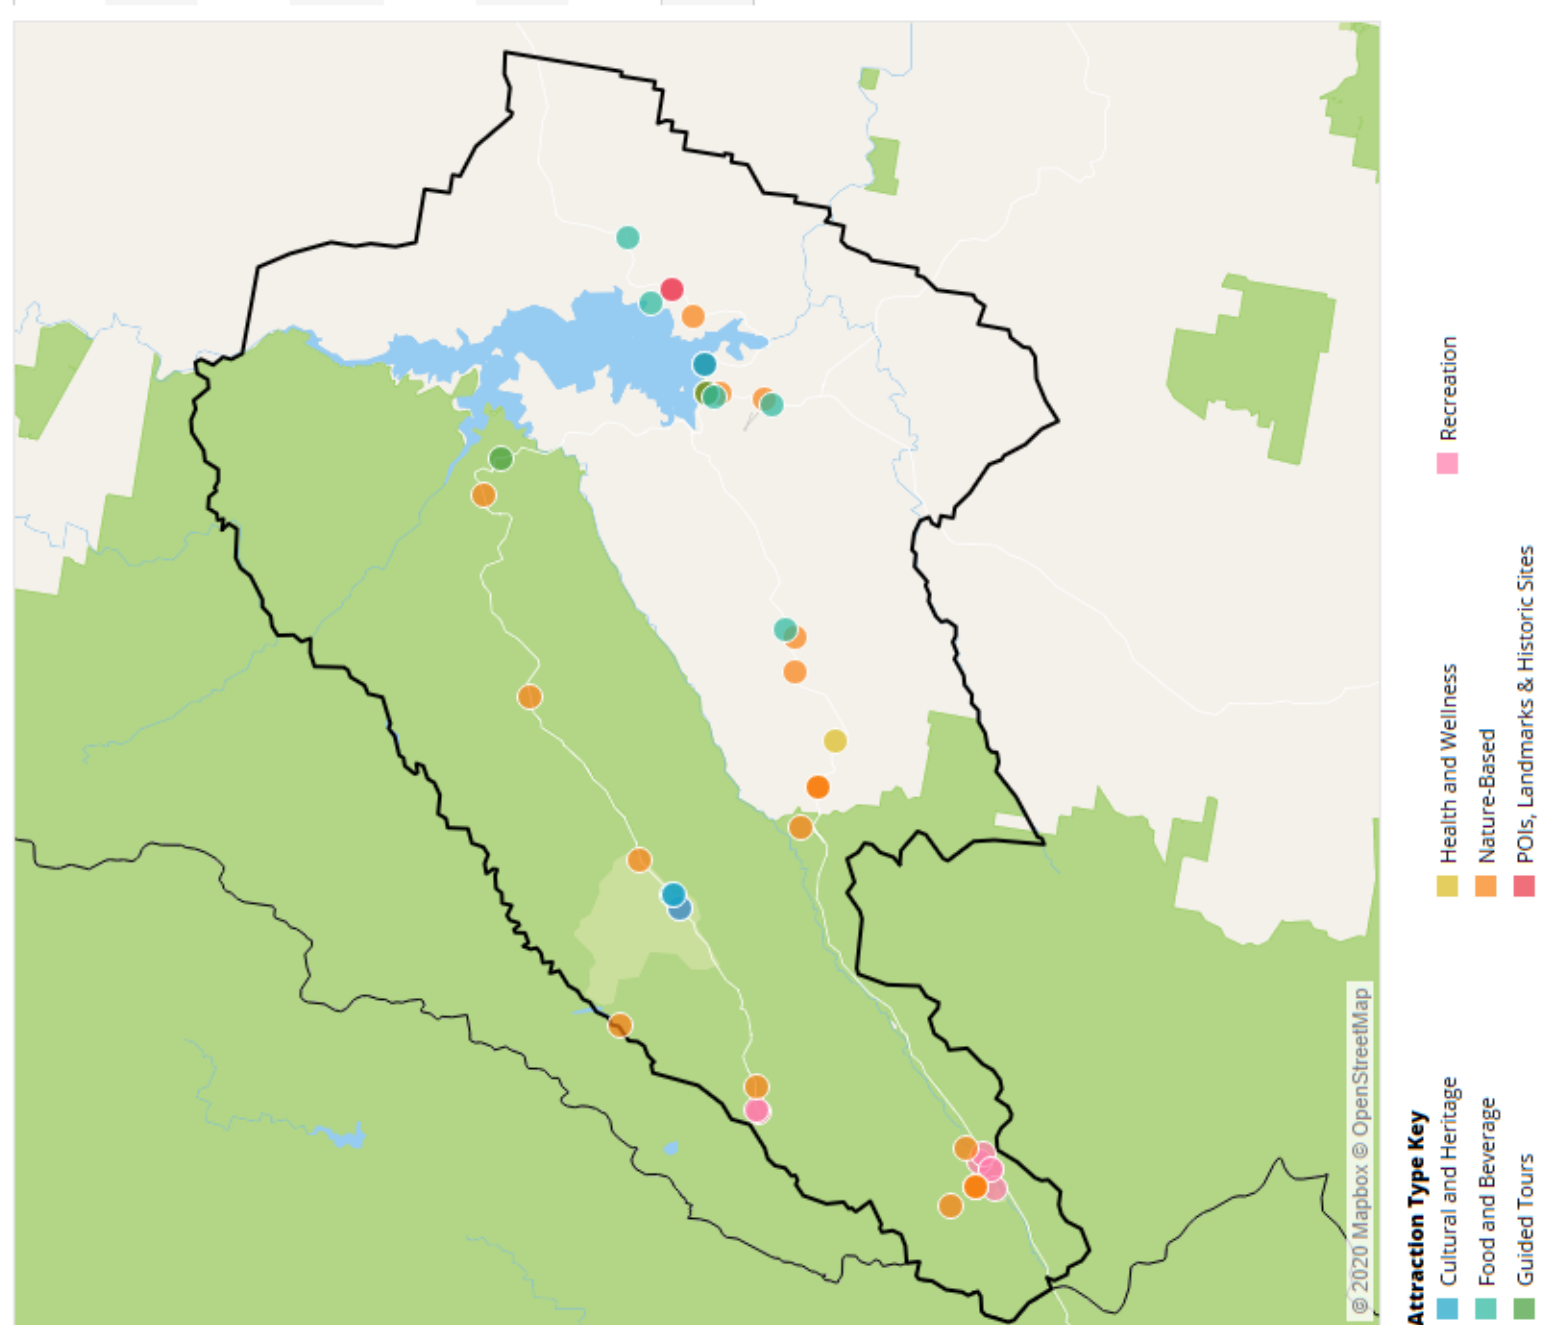 Attraction Type Key
Cultural and Heritage
Food and Beverage
Guided Tours
Health and Wellness
Nature-Based
POIs, Landmarks & Historic Sites
Recreation
© 2020 Mapbox © OpenStreetMap